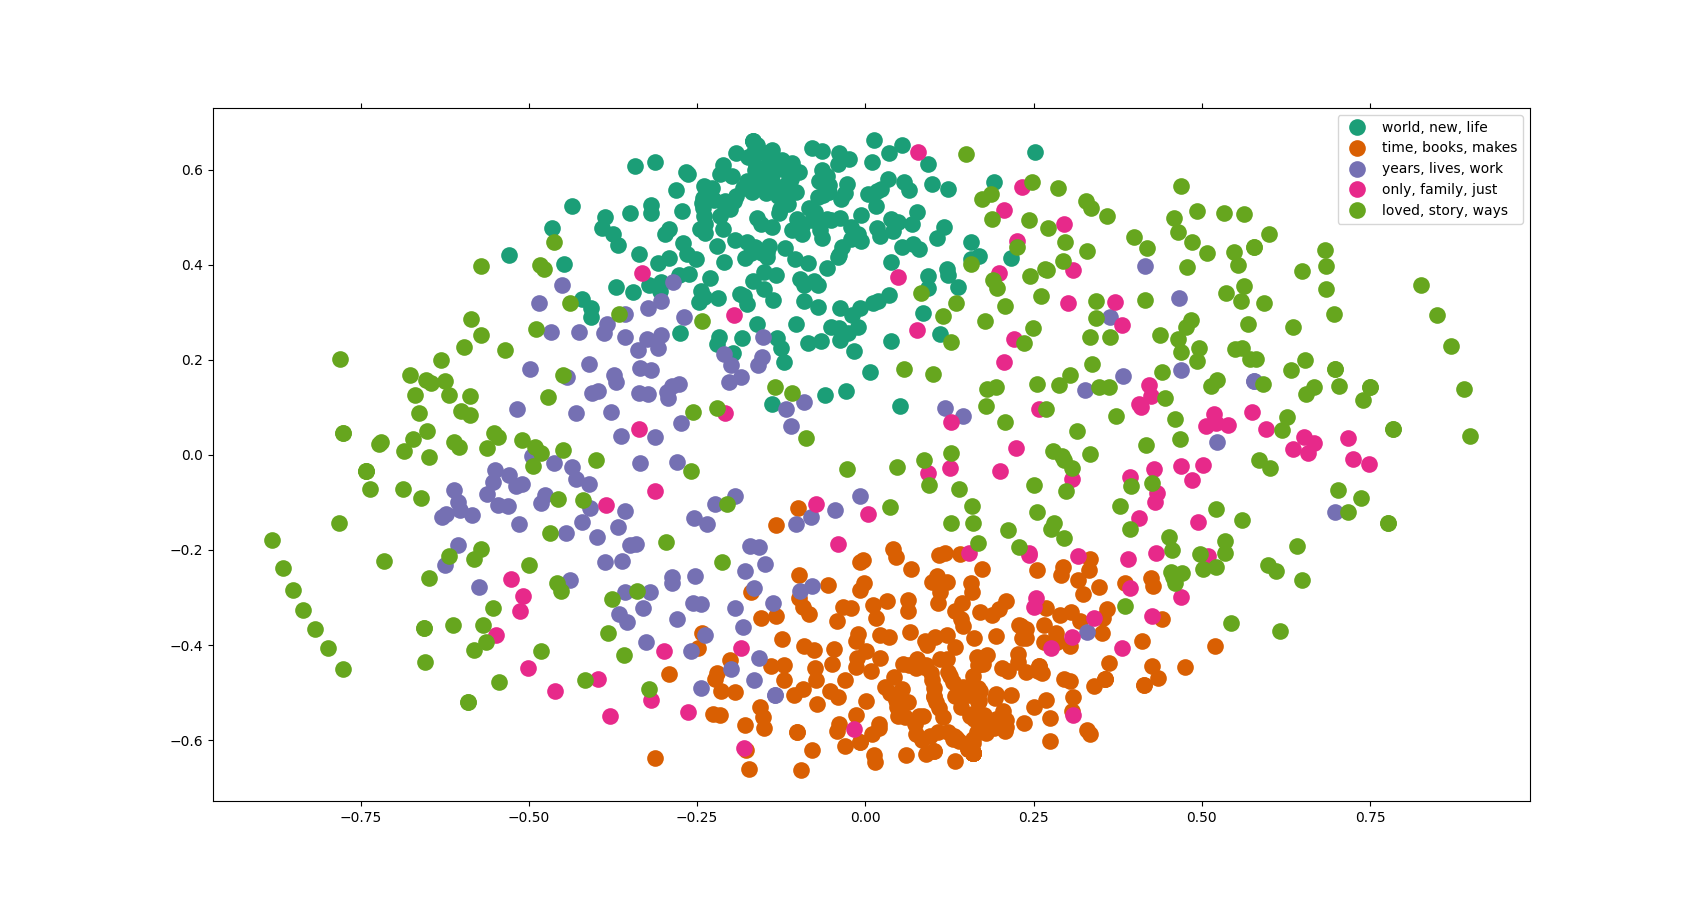 world, new, life
time, books, makes
years, lives, work
only, family, just
loved, story, ways
0.6
0.4
0.2
0.0
−0.2
−0.4
−0.6
−0.75 −0.50 −0.25 0.00 0.25 0.50 0.75